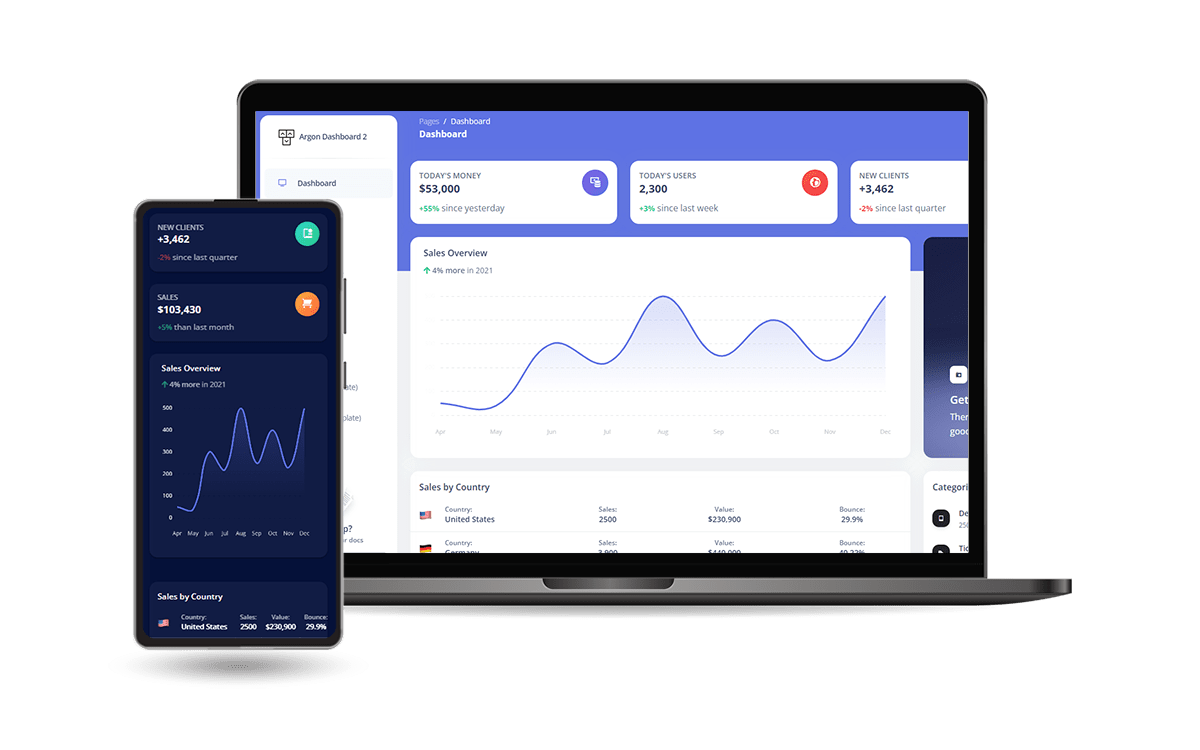 Argon Dashboard 2
Dashboard
Pages / Dashboard
Dashboard
TODAY'S MONEY
$53,000
+55% since yesterday
TODAY'S USERS
2,300
+3% since last week
NEW CLIENTS
+3,462
-2% since last quarter
Sales Overview
4% more in 2021
Apr May Jun Jul Aug Sep Oct Nov Dec
Get
Ther
good
Sales by Country
Country: Sales: Value: Bounce:
United States 2500 $230,900 29.9%
Country: Sales: Value: Bounce:
Germany 3.900 $440,000 40.22%
Categori
De
250
Tic
ate)
plate)
p?
r docs
NEW CLIENTS
+3,462
-2% since last quarter
SALES
$103,430
+5% than last month
Sales Overview
4% more in 2021
500
400
300
200
100
0
Apr May Jun Jul Aug Sep Oct Nov Dec
Sales by Country
Country: Sales: Value: Bounce:
United States 2500 $230,900 29.9%